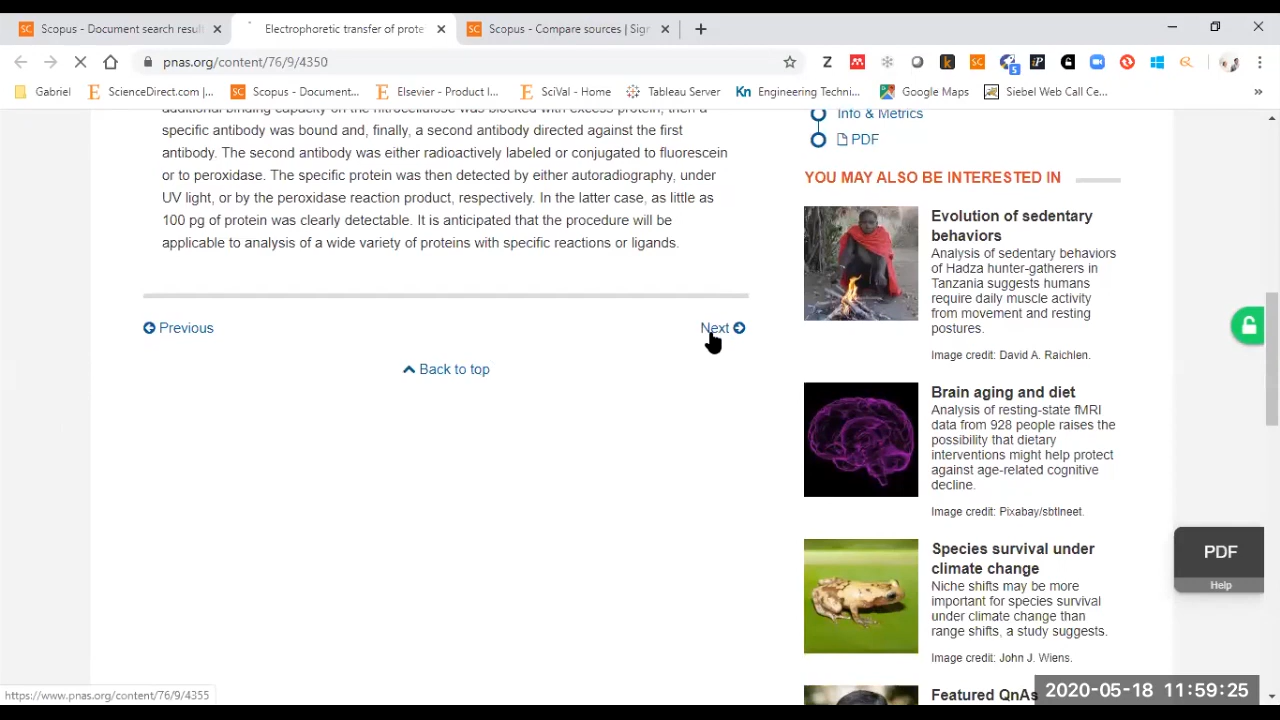 Scopus - Document search result
Electrophoretic transfer of prote
Scopus - Compare sources | Sign
pnas.org/content/76/9/4350
Gabriel
ScienceDirect.com |...
Scopus - Document...
Elsevier - Product I...
SciVal - Home
Tableau Server
Engineering Techni...
Google Maps
Siebel Web Call Ce...
»
additional binding capacity on the nitrocellulose was blocked with excess protein, then a
specific antibody was bound and, finally, a second antibody directed against the first
antibody. The second antibody was either radioactively labeled or conjugated to fluorescein
or to peroxidase. The specific protein was then detected by either autoradiography, under
UV light, or by the peroxidase reaction product, respectively. In the latter case, as little as
100 pg of protein was clearly detectable. It is anticipated that the procedure will be
applicable to analysis of a wide variety of proteins with specific reactions or ligands.
Previous
Next
Back to top
Info & Metrics
PDF
YOU MAY ALSO BE INTERESTED IN
Evolution of sedentary
behaviors
Analysis of sedentary behaviors
of Hadza hunter-gatherers in
Tanzania suggests humans
require daily muscle activity
from movement and resting
postures.
Image credit: David A. Raichlen.
Brain aging and diet
Analysis of resting-state fMRI
data from 928 people raises the
possibility that dietary
interventions might help protect
against age-related cognitive
decline.
Image credit: Pixabay/sbtlneet.
Species survival under
climate change
Niche shifts may be more
important for species survival
under climate change than
range shifts, a study suggests.
Image credit: John J. Wiens.
Featured QnAs
PDF
Help
https://www.pnas.org/content/76/9/4355
2020-05-18 11:59:25